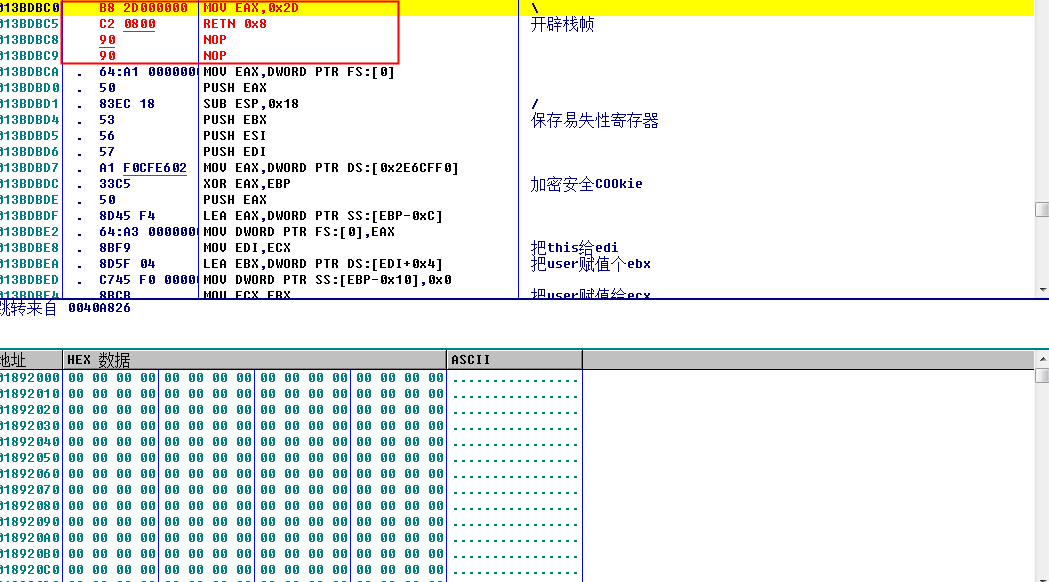 013BDBC0 B8 2D000000 MOV EAX,0x2D \
013BDBC5 C2 0800 RETN 0x8 开辟栈帧
013BDBC8 90 NOP
013BDBC9 90 NOP
013BDBCA . 64:A1 0000000 MOV EAX,DWORD PTR FS:[0]
013BDBD0 . 50 PUSH EAX
013BDBD1 . 83EC 18 SUB ESP,0x18 /
013BDBD4 . 53 PUSH EBX 保存易失性寄存器
013BDBD5 . 56 PUSH ESI
013BDBD6 . 57 PUSH EDI
013BDBD7 . A1 F0CFE602 MOV EAX,DWORD PTR DS:[0x2E6CFF0]
013BDBDC . 33C5 XOR EAX,EBP 加密安全COOkie
013BDBDE . 50 PUSH EAX
013BDBDF . 8D45 F4 LEA EAX,DWORD PTR SS:[EBP-0xC]
013BDBE2 . 64:A3 0000000 MOV DWORD PTR FS:[0],EAX
013BDBE8 . 8BF9 MOV EDI,ECX 把this给edi
013BDBEA . 8D5F 04 LEA EBX,DWORD PTR DS:[EDI+0x4] 把user赋值个ebx
013BDBED . C745 F0 00000 MOV DWORD PTR SS:[EBP-0x10],0x0
013BDBF4 . 8BCB MOV ECX,EBX 把user赋值给ecx
跳转来自 0040A826
地址 HEX 数据 ASCII
01892000 00 00 00 00 00 00 00 00 00 00 00 00 00 00 00 00 ................
01892010 00 00 00 00 00 00 00 00 00 00 00 00 00 00 00 00 ................
01892020 00 00 00 00 00 00 00 00 00 00 00 00 00 00 00 00 ................
01892030 00 00 00 00 00 00 00 00 00 00 00 00 00 00 00 00 ................
01892040 00 00 00 00 00 00 00 00 00 00 00 00 00 00 00 00 ................
01892050 00 00 00 00 00 00 00 00 00 00 00 00 00 00 00 00 ................
01892060 00 00 00 00 00 00 00 00 00 00 00 00 00 00 00 00 ................
01892070 00 00 00 00 00 00 00 00 00 00 00 00 00 00 00 00 ................
01892080 00 00 00 00 00 00 00 00 00 00 00 00 00 00 00 00 ................
01892090 00 00 00 00 00 00 00 00 00 00 00 00 00 00 00 00 ................
018920A0 00 00 00 00 00 00 00 00 00 00 00 00 00 00 00 00 ................
018920B0 00 00 00 00 00 00 00 00 00 00 00 00 00 00 00 00 ................
018920C0 00 00 00 00 00 00 00 00 00 00 00 00 00 00 00 00 ................